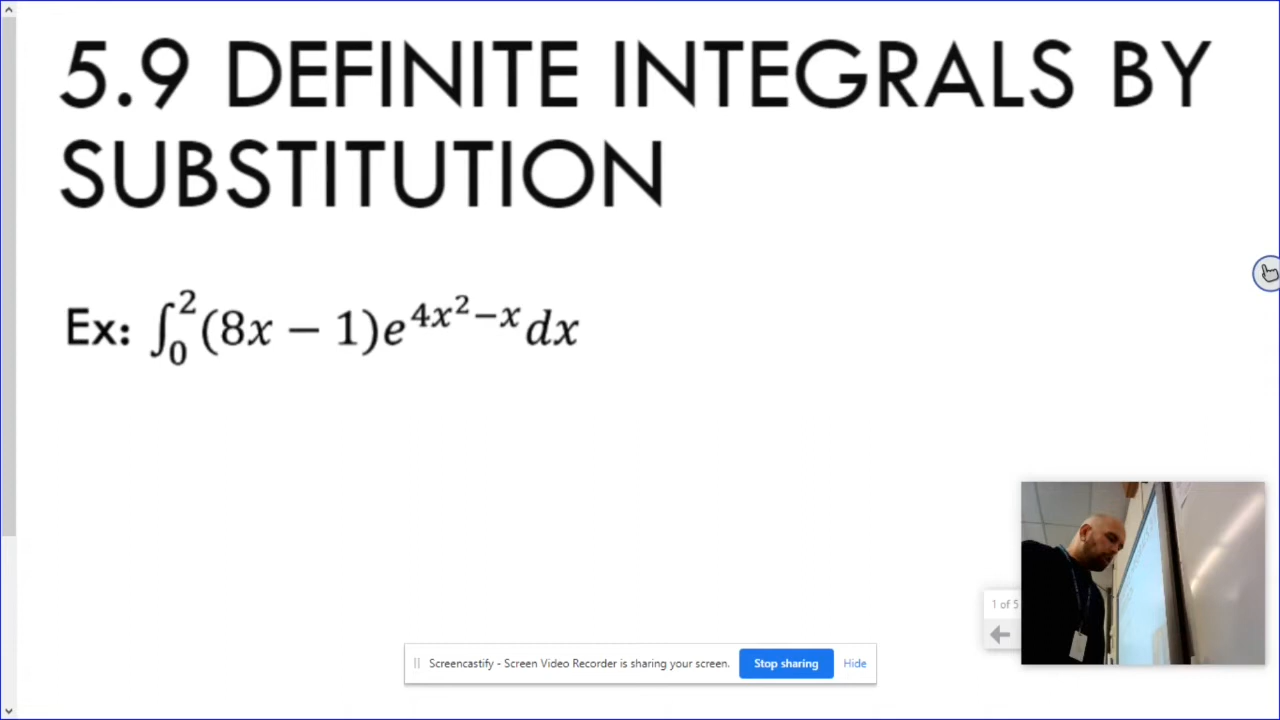 5.9 DEFINITE INTEGRALS BY
SUBSTITUTION
Ex: ∫₀² (8x − 1)e^{4x²−x} dx
1 of 5
Screencastify - Screen Video Recorder is sharing your screen. Stop sharing Hide